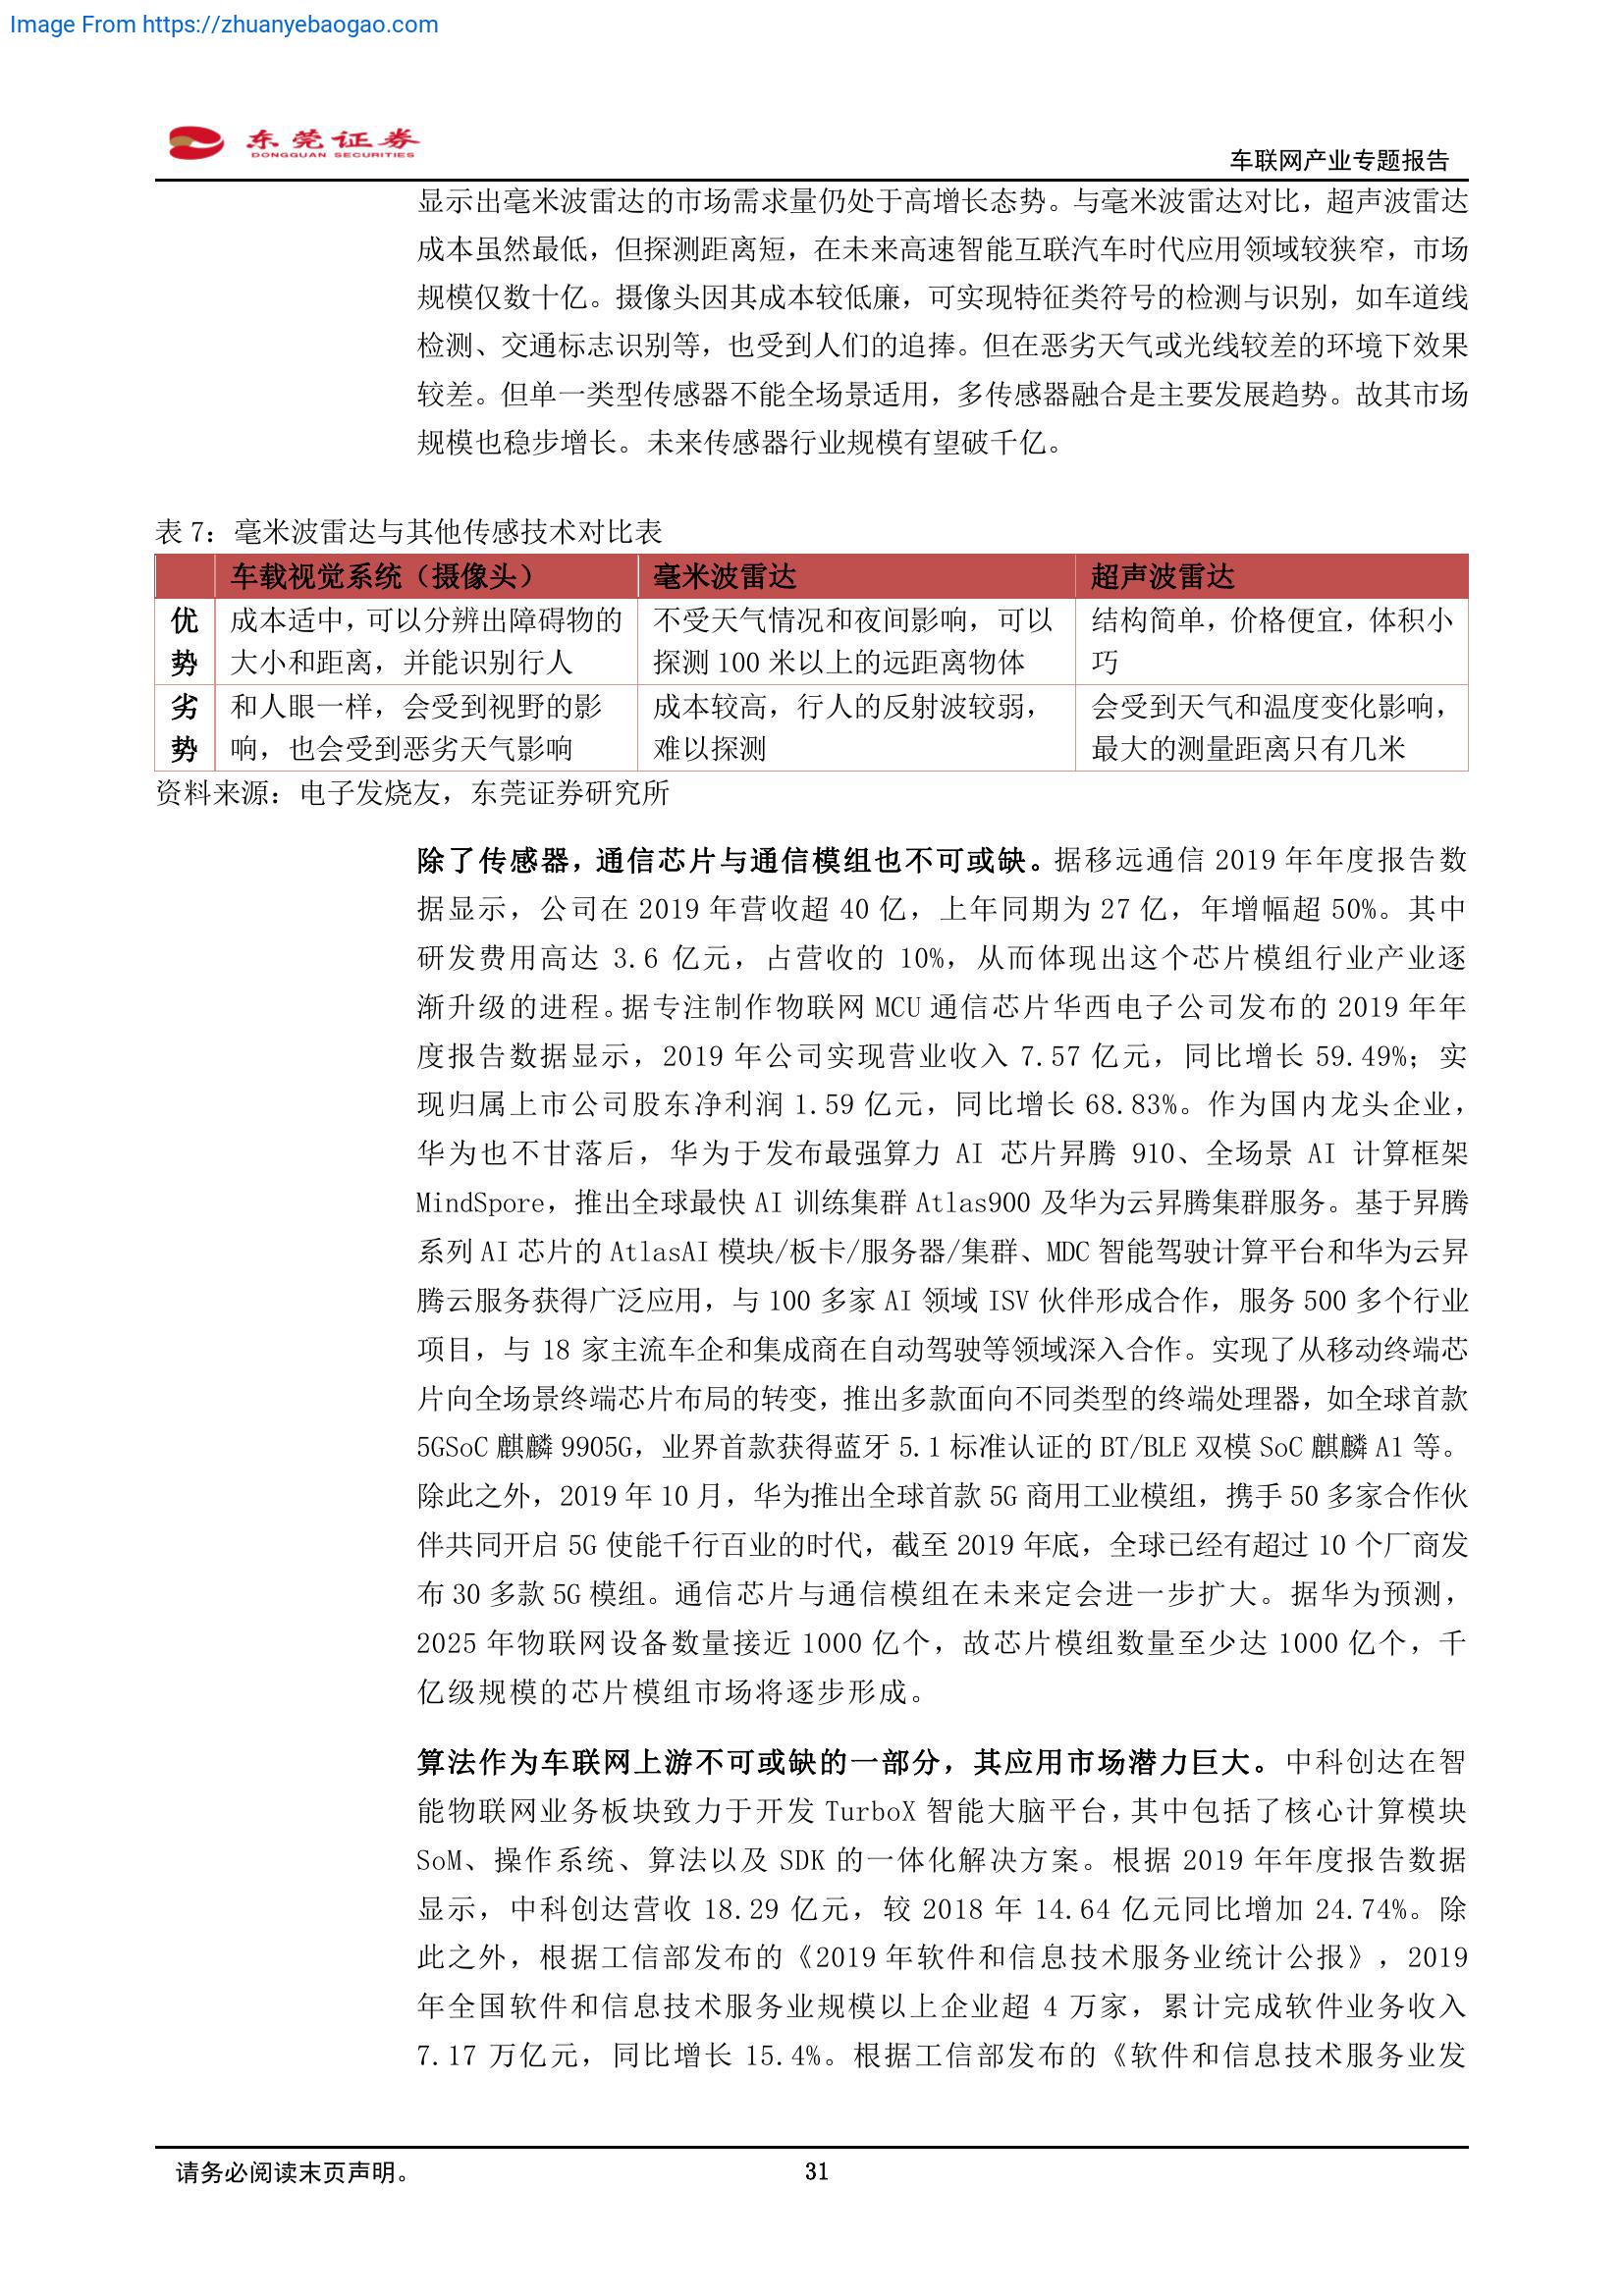 Image From https://zhuanyebaogao.com
东莞证券
DONGGUAN SECURITIES
车联网产业专题报告
显示出毫米波雷达的市场需求量仍处于高增长态势。与毫米波雷达对比，超声波雷达
成本虽然最低，但探测距离短，在未来高速智能互联汽车时代应用领域较狭窄，市场
规模仅数十亿。摄像头因其成本较低廉，可实现特征类符号的检测与识别，如车道线
检测、交通标志识别等，也受到人们的追捧。但在恶劣天气或光线较差的环境下效果
较差。但单一类型传感器不能全场景适用，多传感器融合是主要发展趋势。故其市场
规模也稳步增长。未来传感器行业规模有望破千亿。
表 7：毫米波雷达与其他传感技术对比表
车载视觉系统（摄像头） 毫米波雷达 超声波雷达
优势 成本适中，可以分辨出障碍物的大小和距离，并能识别行人 不受天气情况和夜间影响，可以探测 100 米以上的远距离物体 结构简单，价格便宜，体积小巧
劣势 和人眼一样，会受到视野的影响，也会受到恶劣天气影响 成本较高，行人的反射波较弱，难以探测 会受到天气和温度变化影响，最大的测量距离只有几米
资料来源：电子发烧友，东莞证券研究所
除了传感器，通信芯片与通信模组也不可或缺。据移远通信 2019 年年度报告数
据显示，公司在 2019 年营收超 40 亿，上年同期为 27 亿，年增幅超 50%。其中
研发费用高达 3.6 亿元，占营收的 10%，从而体现出这个芯片模组行业产业逐
渐升级的进程。据专注制作物联网 MCU 通信芯片华西电子公司发布的 2019 年年
度报告数据显示，2019 年公司实现营业收入 7.57 亿元，同比增长 59.49%；实
现归属上市公司股东净利润 1.59 亿元，同比增长 68.83%。作为国内龙头企业，
华为也不甘落后，华为于发布最强算力 AI 芯片昇腾 910、全场景 AI 计算框架
MindSpore，推出全球最快 AI 训练集群 Atlas900 及华为云昇腾集群服务。基于昇腾
系列 AI 芯片的 AtlasAI 模块/板卡/服务器/集群、MDC 智能驾驶计算平台和华为云昇
腾云服务获得广泛应用，与 100 多家 AI 领域 ISV 伙伴形成合作，服务 500 多个行业
项目，与 18 家主流车企和集成商在自动驾驶等领域深入合作。实现了从移动终端芯
片向全场景终端芯片布局的转变，推出多款面向不同类型的终端处理器，如全球首款
5GSoC 麒麟 9905G，业界首款获得蓝牙 5.1 标准认证的 BT/BLE 双模 SoC 麒麟 A1 等。
除此之外，2019 年 10 月，华为推出全球首款 5G 商用工业模组，携手 50 多家合作伙
伴共同开启 5G 使能千行百业的时代，截至 2019 年底，全球已经有超过 10 个厂商发
布 30 多款 5G 模组。通信芯片与通信模组在未来定会进一步扩大。据华为预测，
2025 年物联网设备数量接近 1000 亿个，故芯片模组数量至少达 1000 亿个，千
亿级规模的芯片模组市场将逐步形成。
算法作为车联网上游不可或缺的一部分，其应用市场潜力巨大。中科创达在智
能物联网业务板块致力于开发 TurboX 智能大脑平台，其中包括了核心计算模块
SoM、操作系统、算法以及 SDK 的一体化解决方案。根据 2019 年年度报告数据
显示，中科创达营收 18.29 亿元，较 2018 年 14.64 亿元同比增加 24.74%。除
此之外，根据工信部发布的《2019 年软件和信息技术服务业统计公报》，2019
年全国软件和信息技术服务业规模以上企业超 4 万家，累计完成软件业务收入
7.17 万亿元，同比增长 15.4%。根据工信部发布的《软件和信息技术服务业发
请务必阅读末页声明。
31